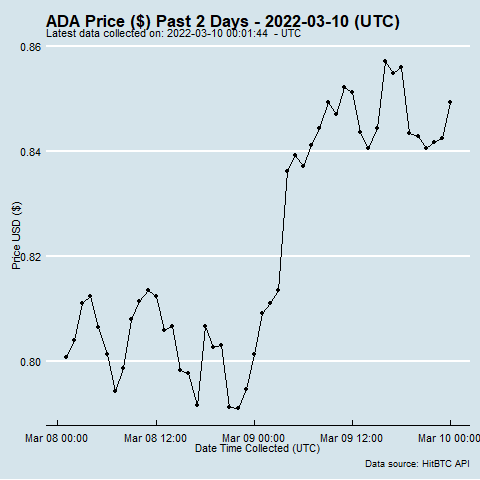 ADA Price ($) Past 2 Days - 2022-03-10 (UTC)
Latest data collected on: 2022-03-10 00:01:44 - UTC
0.86
0.84
0.82
0.80
Price USD ($)
Mar 08 00:00 Mar 08 12:00 Mar 09 00:00 Mar 09 12:00 Mar 10 00:00
Date Time Collected (UTC)
Data source: HitBTC API